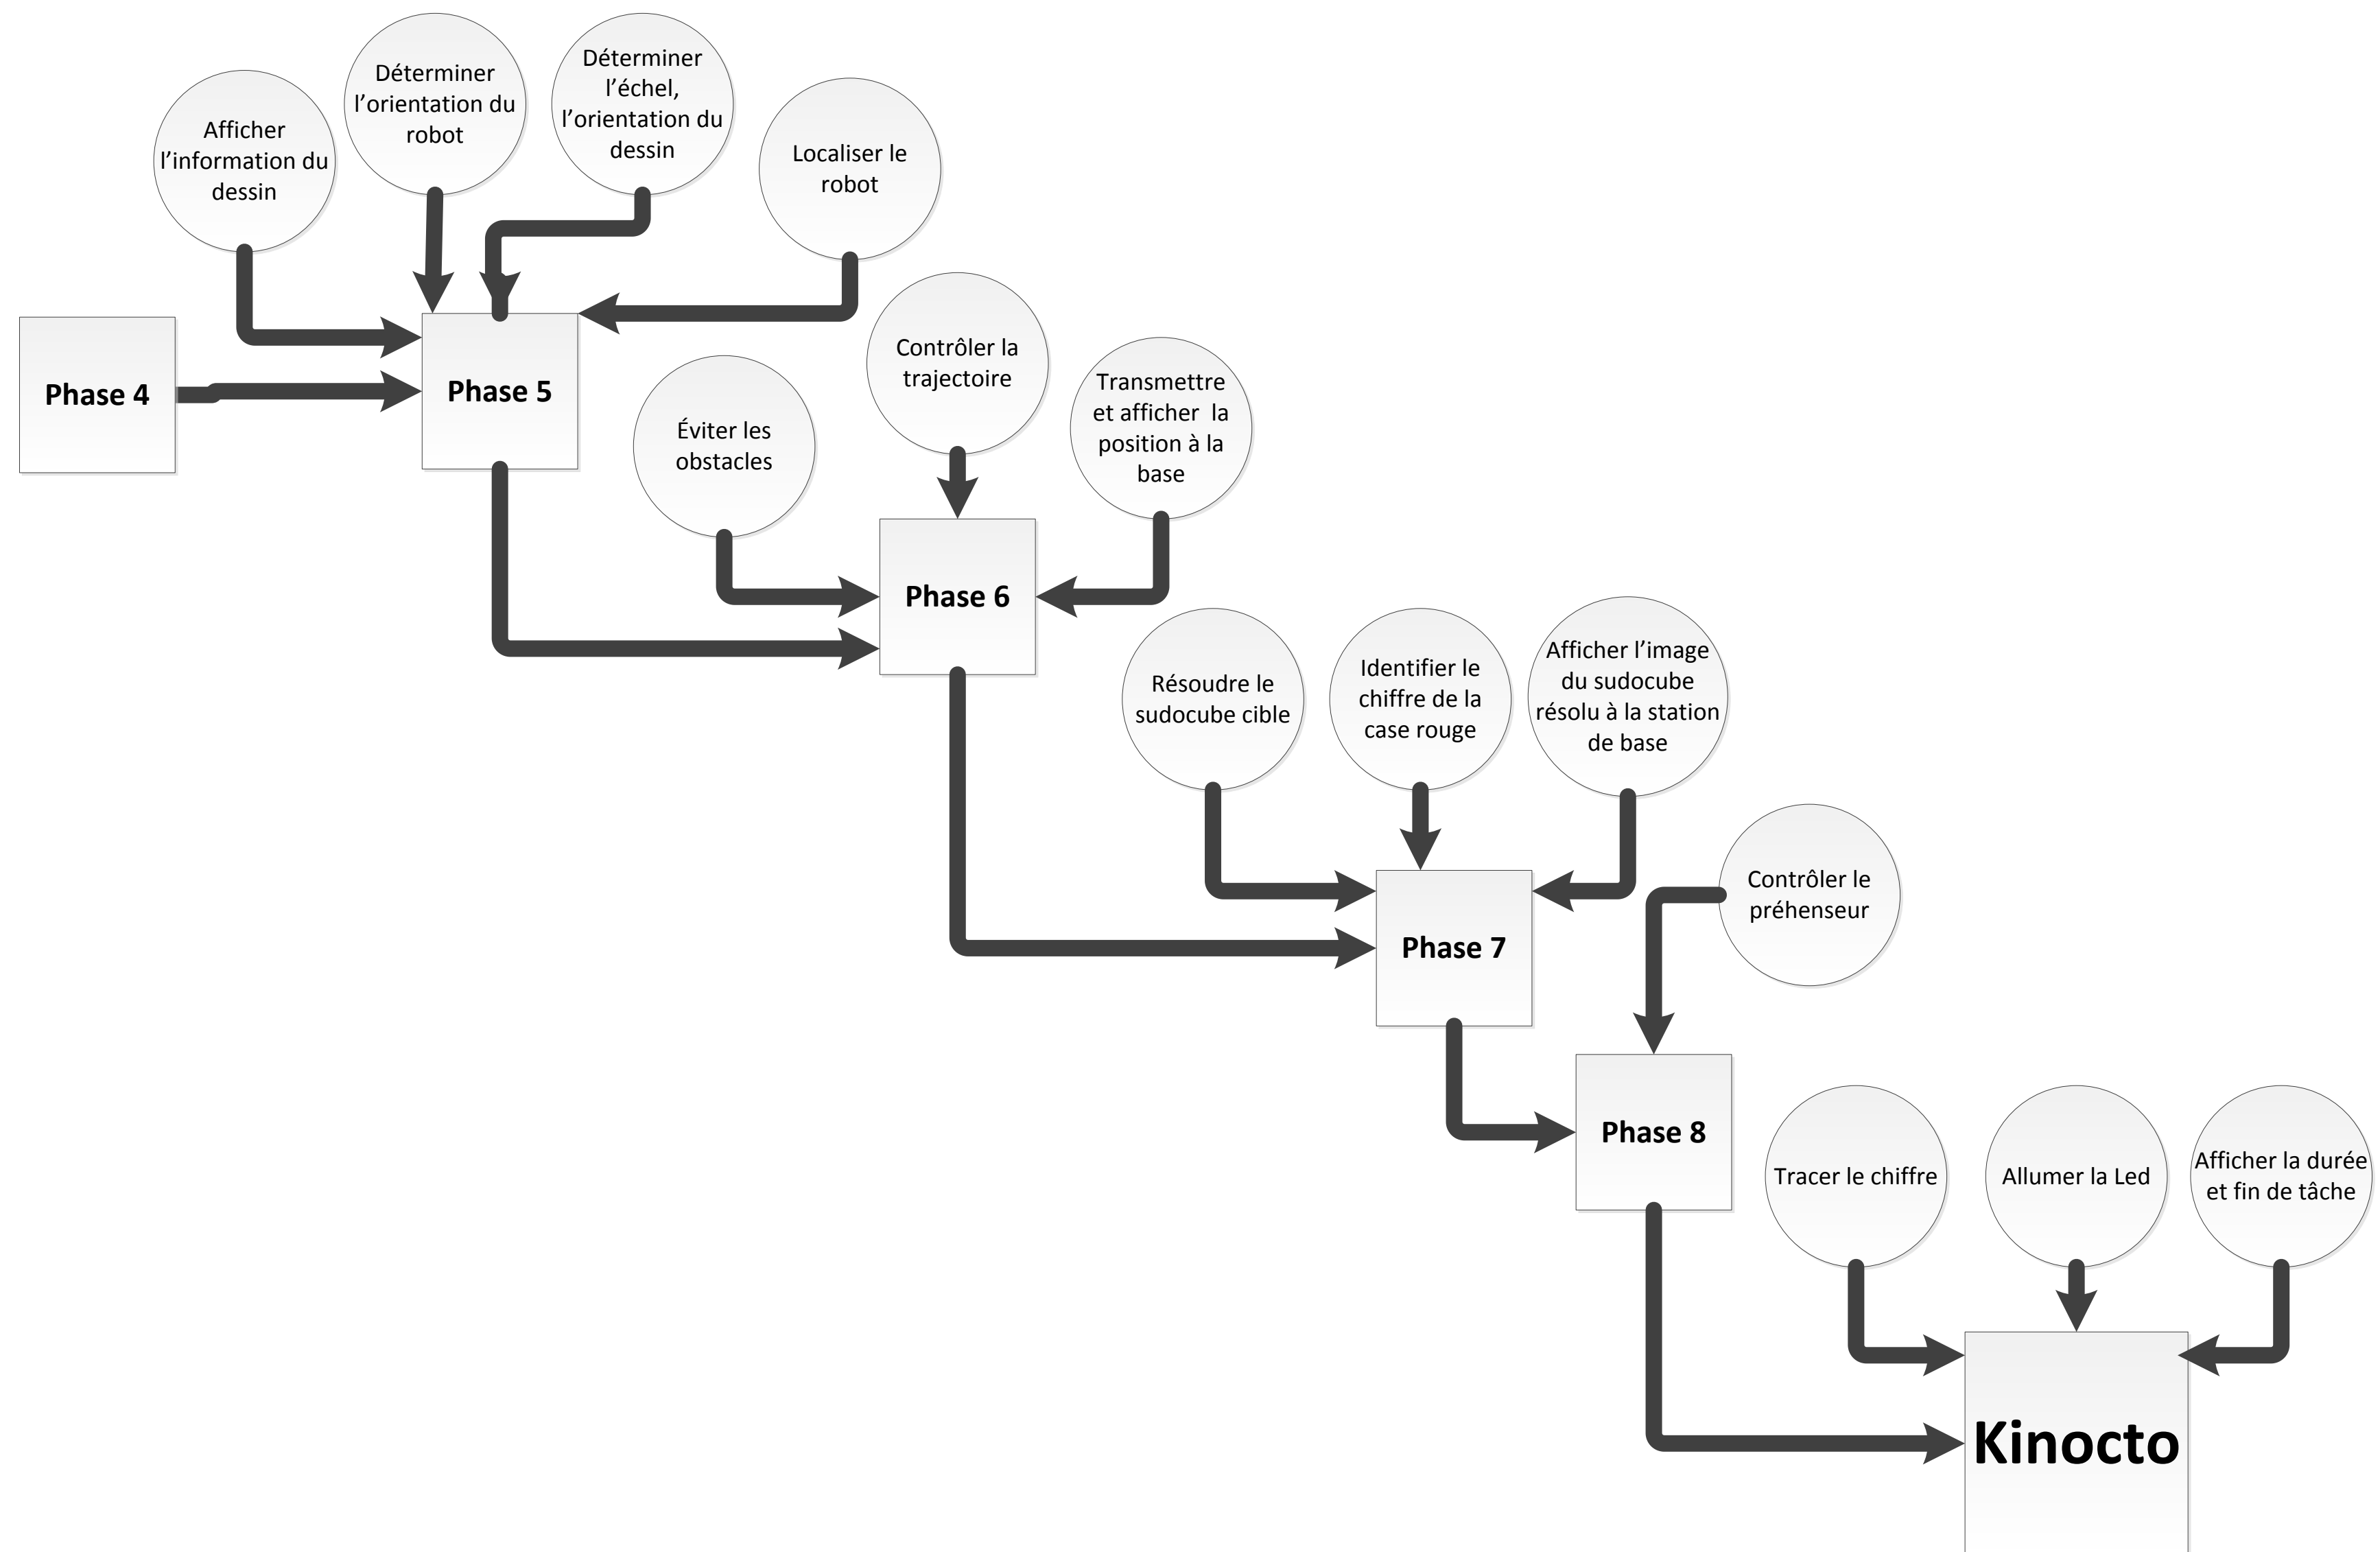 Afficher
l’information du
dessin
Déterminer
l’orientation du
robot
Déterminer
l’échel,
l’orientation du
dessin
Localiser le
robot
Phase 4
Phase 5
Éviter les
obstacles
Contrôler la
trajectoire
Transmettre
et afficher  la
position à la
base
Phase 6
Résoudre le
sudocube cible
Identifier le
chiffre de la
case rouge
Afficher l’image
du sudocube
résolu à la station
de base
Phase 7
Contrôler le
préhenseur
Phase 8
Tracer le chiffre
Allumer la Led
Afficher la durée
et fin de tâche
Kinocto